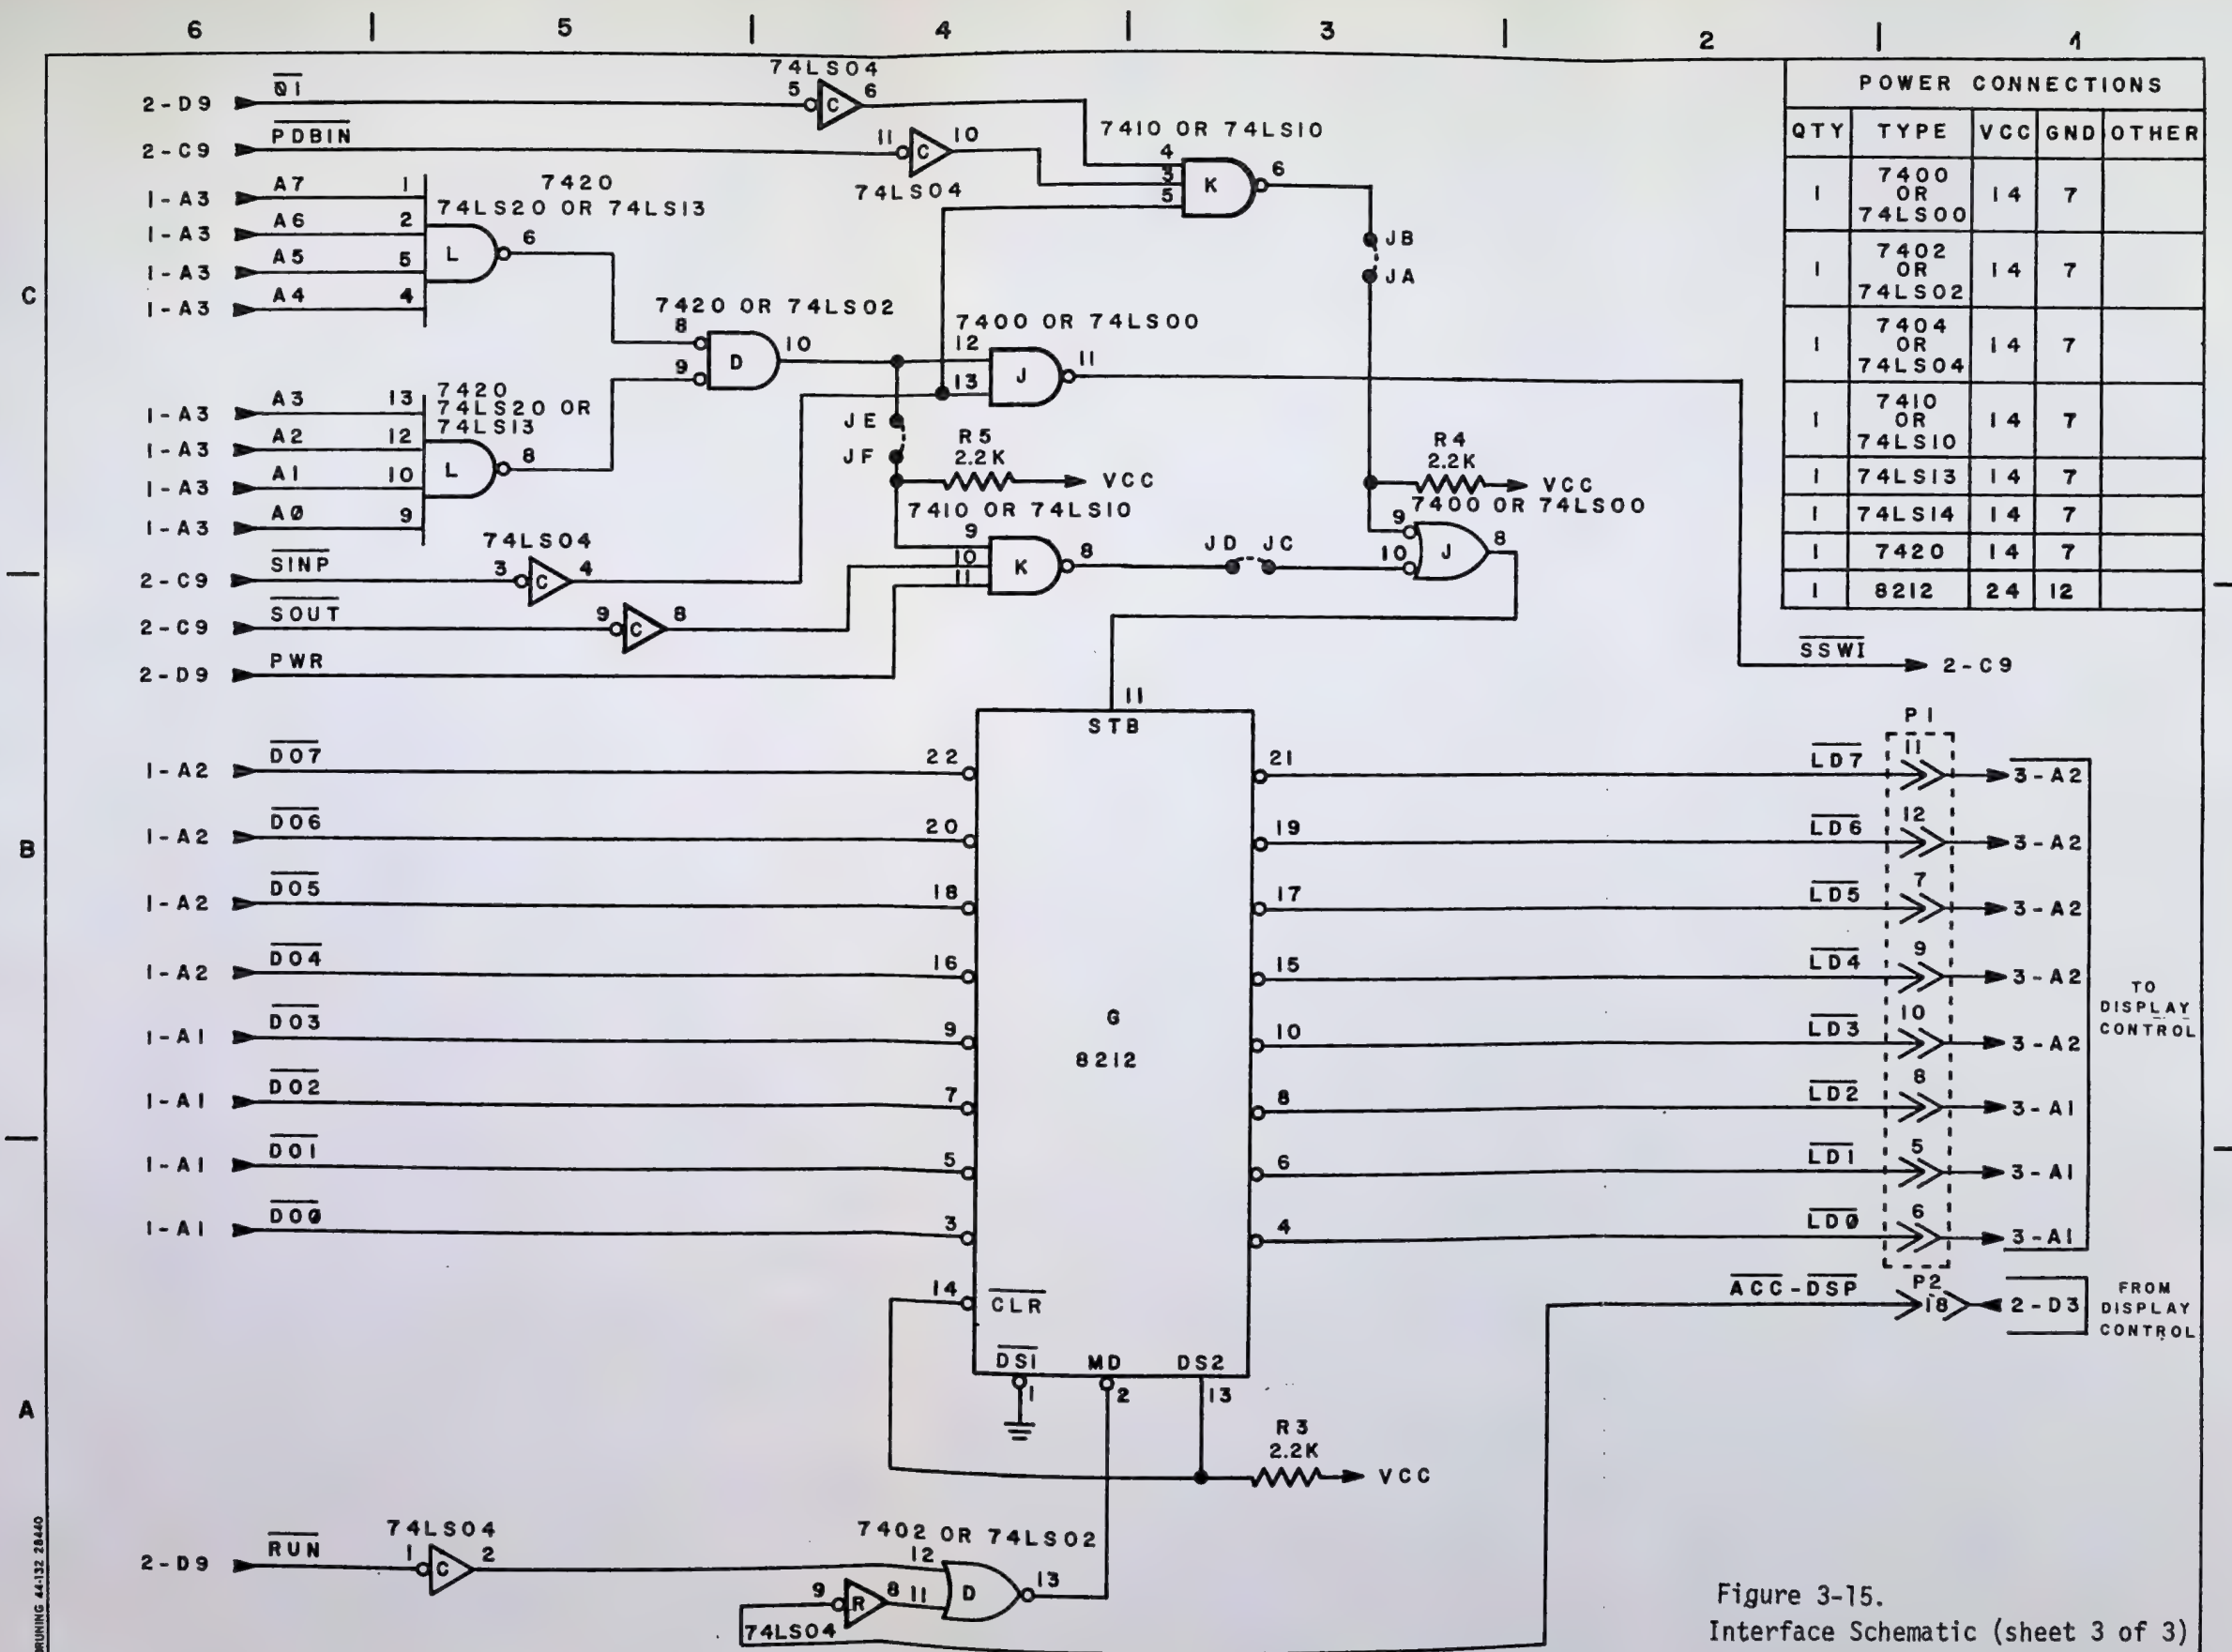 6 5 4 3 2 1
C
B
A
POWER CONNECTIONS
QTY TYPE VCC GND OTHER
1 7400 OR 74LS00 14 7
1 7402 OR 74LS02 14 7
1 7404 OR 74LS04 14 7
1 7410 OR 74LS10 14 7
1 74LS13 14 7
1 74LS14 14 7
1 7420 14 7
1 8212 24 12
2-D9 Q1 5 C 6
74LS04
2-C9 PDBIN 11 C 10
74LS04
7410 OR 74LS10
4
3
5
K
6
JB
JA
1-A3 A7 1
1-A3 A6 2
1-A3 A5 5
1-A3 A4 4
7420
74LS20 OR 74LS13
L
6
7420 OR 74LS02
8
9
D
10
7400 OR 74LS00
12
13
J
11
1-A3 A3 13
1-A3 A2 12
1-A3 A1 10
1-A3 A0 9
7420
74LS20 OR
74LS13
L
8
JE
JF
R5
2.2K
VCC
R4
2.2K
VCC
7410 OR 74LS10
9
10
11
K
8
JD JC
7400 OR 74LS00
9
10
J
8
74LS04
2-C9 SINP 3 C 4
2-C9 SOUT 9 C 8
2-D9 PWR
SSWI 2-C9
11
STB
P1
1-A2 DO7 22 21 LD7 11 3-A2
1-A2 DO6 20 19 LD6 12 3-A2
1-A2 DO5 18 17 LD5 7 3-A2
1-A2 DO4 16 15 LD4 9 3-A2
1-A1 DO3 9 10 LD3 10 3-A2
1-A1 DO2 7 8 LD2 8 3-A1
1-A1 DO1 5 6 LD1 5 3-A1
1-A1 DO0 3 4 LD0 6 3-A1
G
8212
TO
DISPLAY
CONTROL
14 CLR
DS1 MD DS2
1 2 13
ACC-DSP P2 18 2-D3
FROM
DISPLAY
CONTROL
R3
2.2K
VCC
74LS04
2-D9 RUN 1 C 2
7402 OR 74LS02
12
11
D
13
9 R 8
74LS04
BRUNING 44-132 28440
Figure 3-15.
Interface Schematic (sheet 3 of 3)